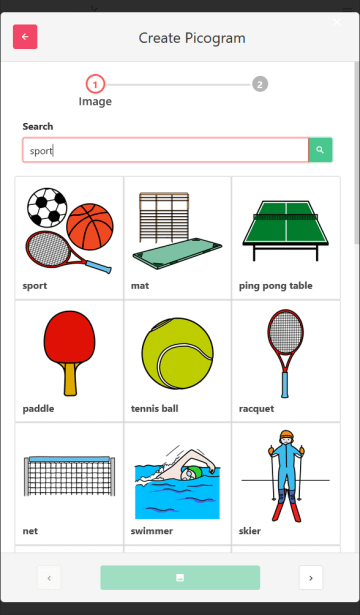 Create Picogram
1 2
Image
Search
sport
sport mat ping pong table
paddle tennis ball racquet
net swimmer skier